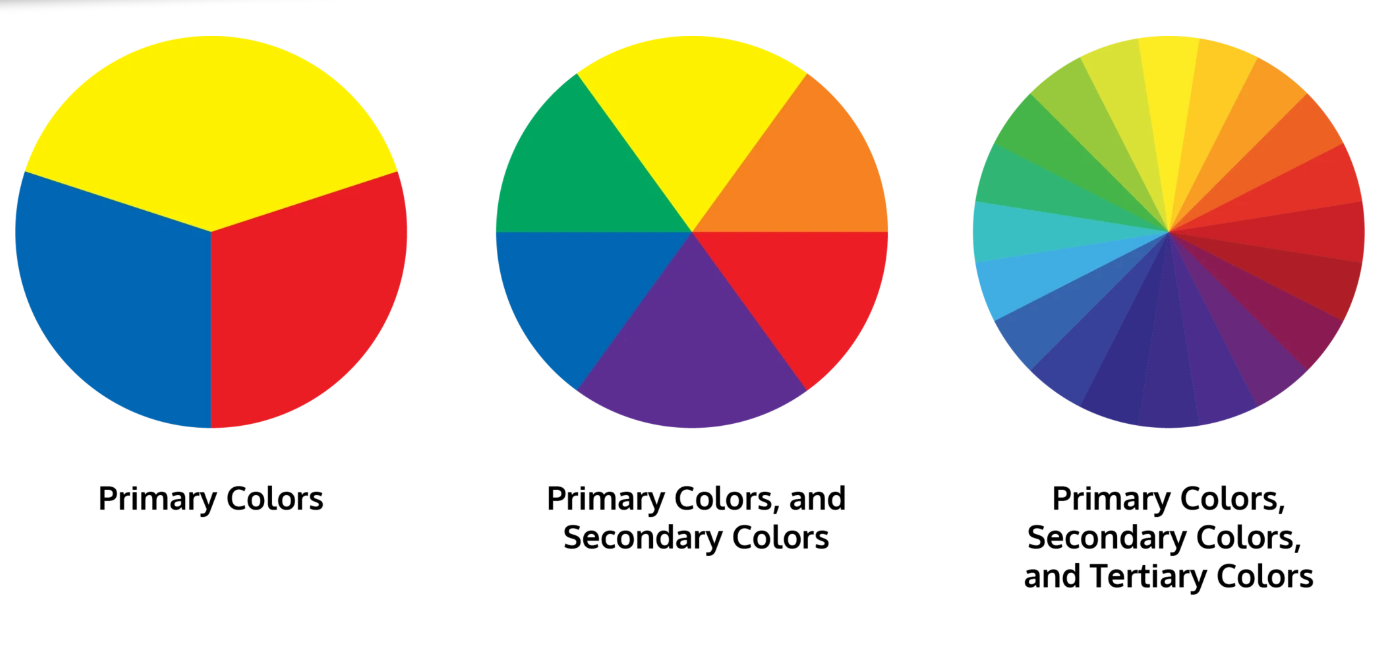 Primary Colors
Primary Colors, and
Secondary Colors
Primary Colors,
Secondary Colors,
and Tertiary Colors